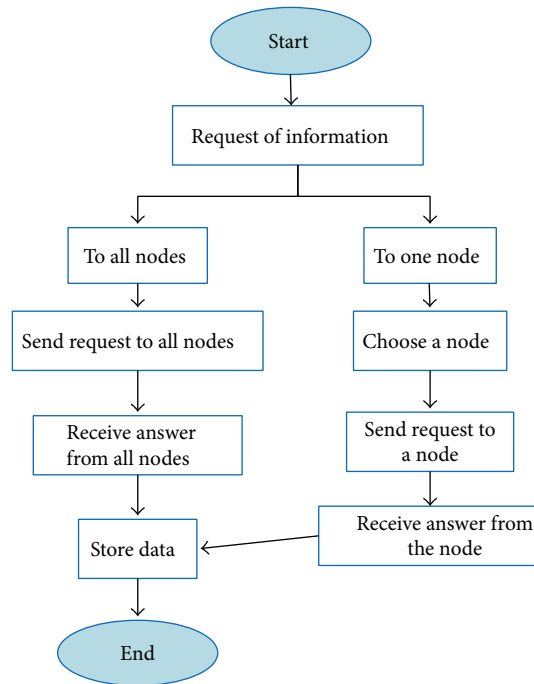 Start
Request of information
To all nodes
To one node
Send request to all nodes
Choose a node
Receive answer
from all nodes
Send request to
a node
Store data
Receive answer from
the node
End